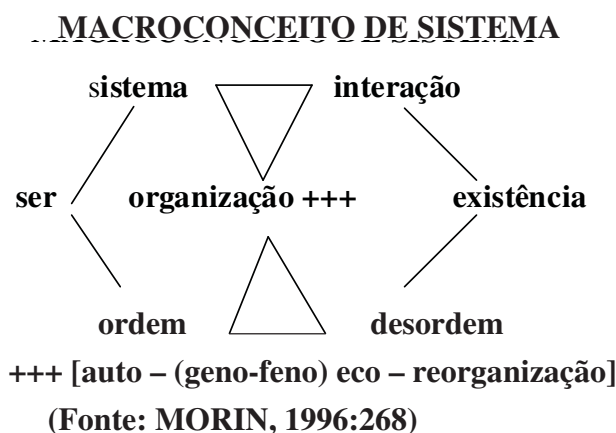 MACROCONCEITO DE SISTEMA
sistema interação
ser organização +++ existência
ordem desordem
+++ [auto – (geno-feno) eco – reorganização]
(Fonte: MORIN, 1996:268)